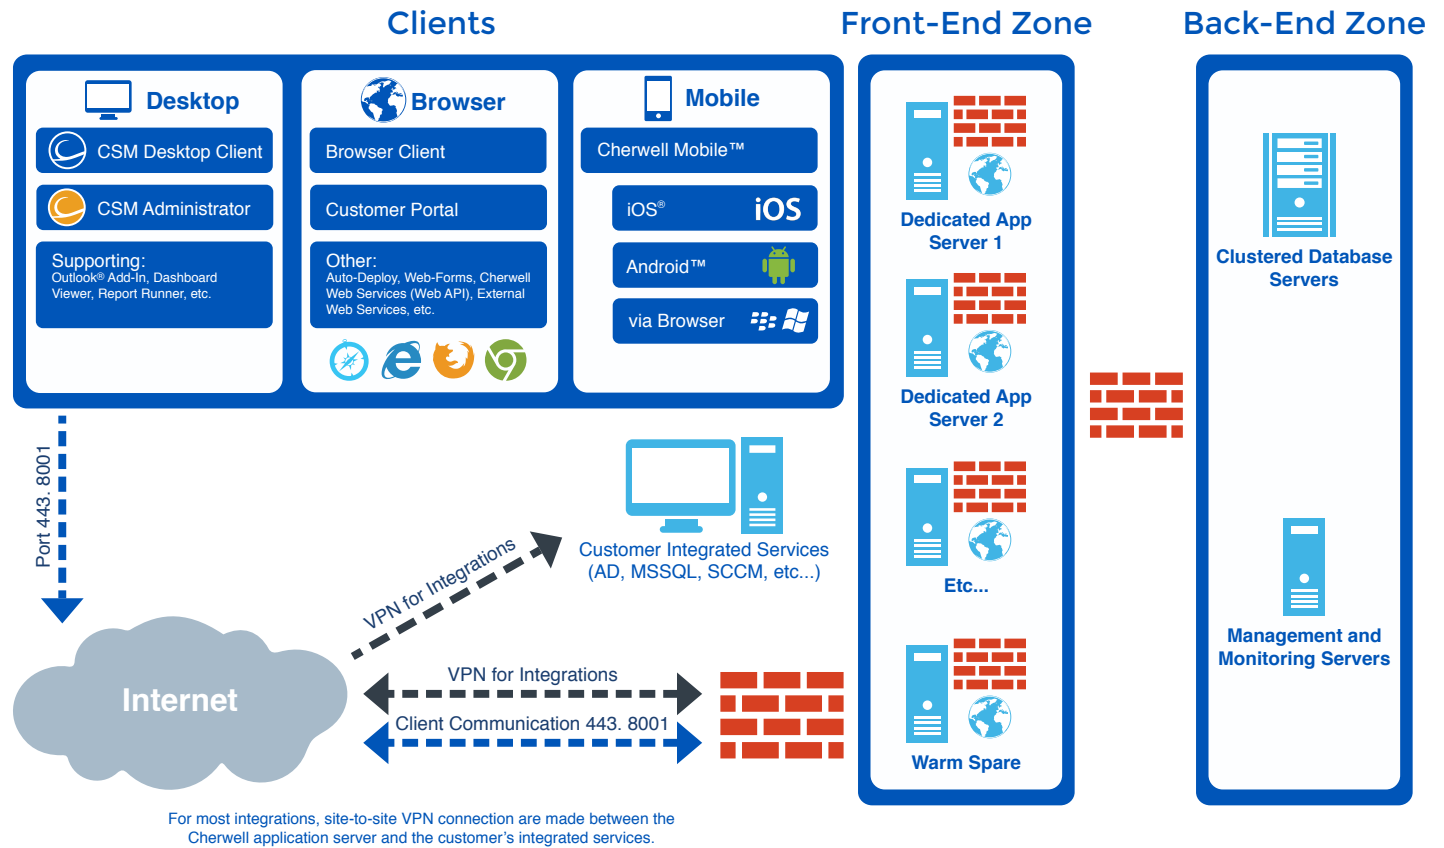 Clients
Front-End Zone
Back-End Zone
Desktop
CSM Desktop Client
CSM Administrator
Supporting:
Outlook® Add-In, Dashboard
Viewer, Report Runner, etc.
Browser
Browser Client
Customer Portal
Other:
Auto-Deploy, Web-Forms, Cherwell
Web Services (Web API), External
Web Services, etc.
Mobile
Cherwell Mobile™
iOS®
iOS
Android™
via Browser
Dedicated App
Server 1
Dedicated App
Server 2
Etc...
Warm Spare
Clustered Database
Servers
Management and
Monitoring Servers
Port 443. 8001
Customer Integrated Services
(AD, MSSQL, SCCM, etc...)
VPN for Integrations
Internet
VPN for Integrations
Client Communication 443. 8001
For most integrations, site-to-site VPN connection are made between the
Cherwell application server and the customer’s integrated services.